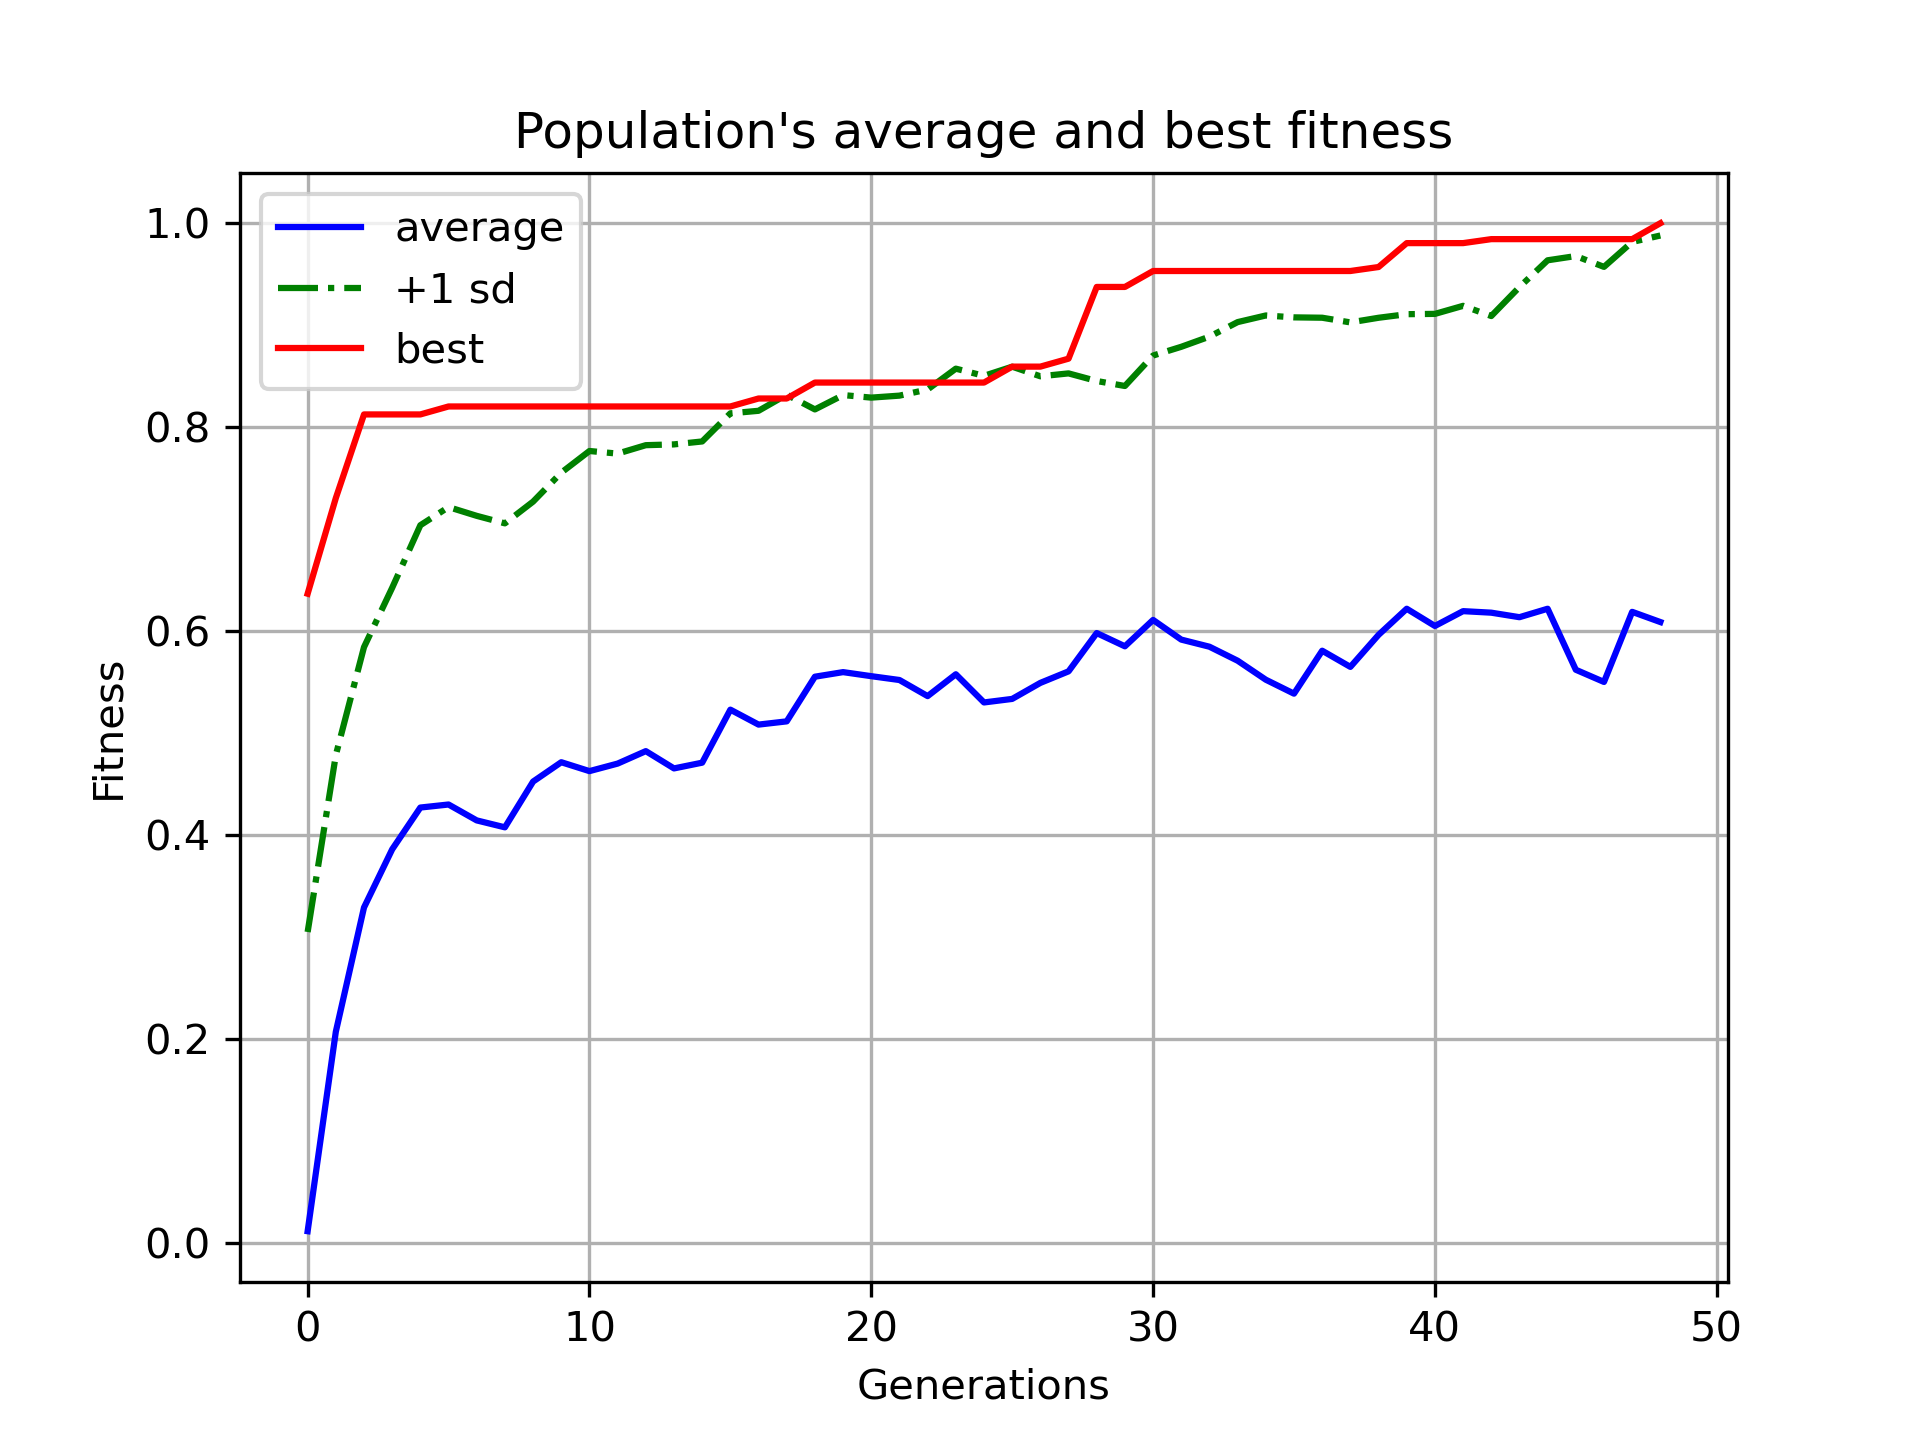 Population's average and best fitness
average
+1 sd
best
Fitness
1.0
0.8
0.6
0.4
0.2
0.0
0 10 20 30 40 50
Generations